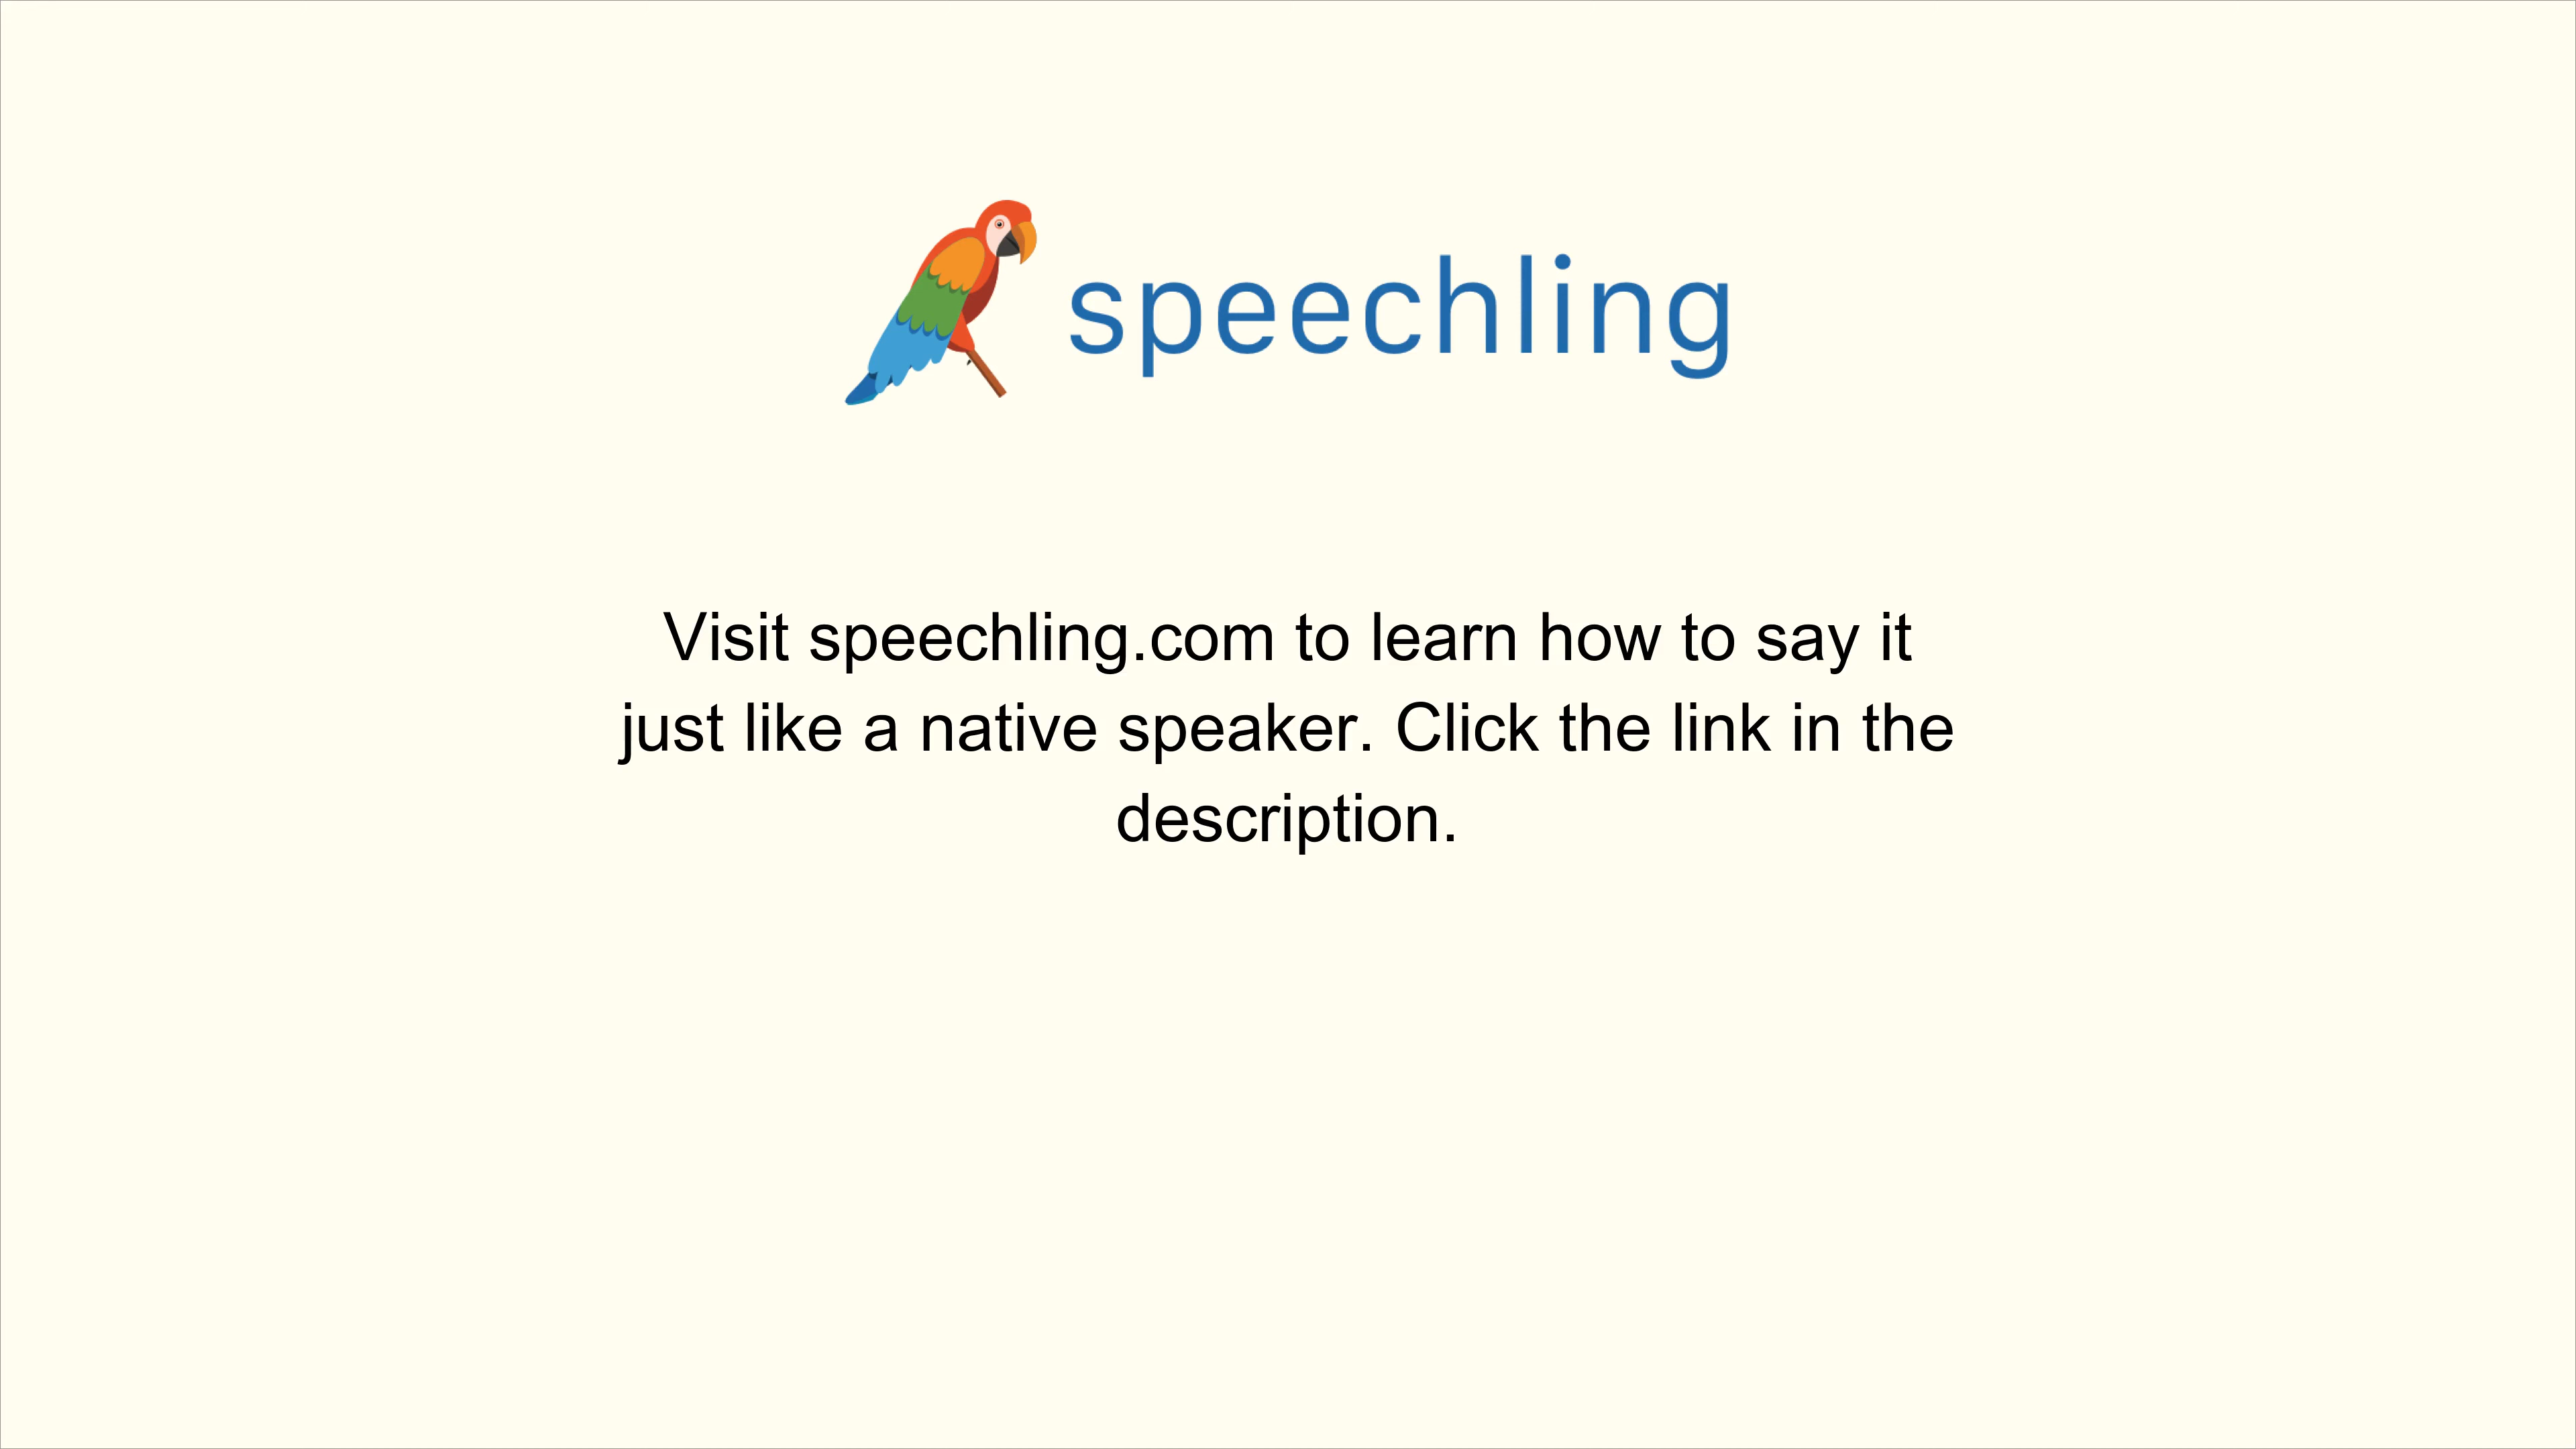 speechling
Visit speechling.com to learn how to say it
just like a native speaker. Click the link in the
description.